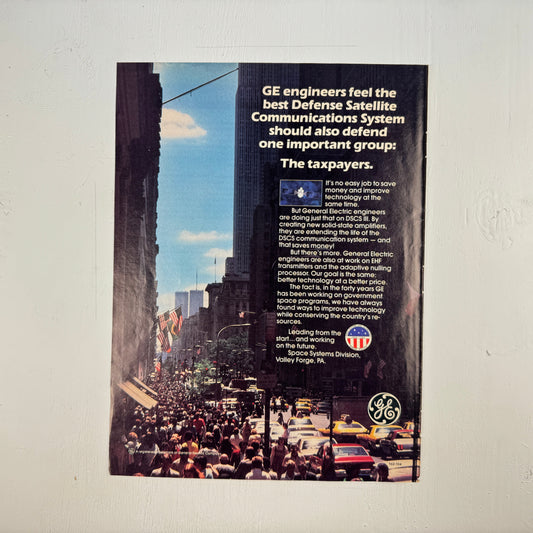 GE engineers feel the
best Defense Satellite
Communications System
should also defend
one important group:
The taxpayers.
It's no easy job to save
money and improve
technology at the
same time.
But General Electric engineers
are doing just that on DSCS III. By
creating new solid-state amplifiers,
they are extending the life of the
DSCS communication system — and
that saves money!
But there's more. General Electric
engineers are also at work on EHF
transmitters and the adaptive nulling
processor. Our goal is the same:
better technology at a better price.
The fact is, in the forty years GE
has been working on government
space programs, we have always
found ways to improve technology
while conserving the country's re-
sources.
Leading from the
start...and working
on the future.
Space Systems Division,
Valley Forge, PA.
GE